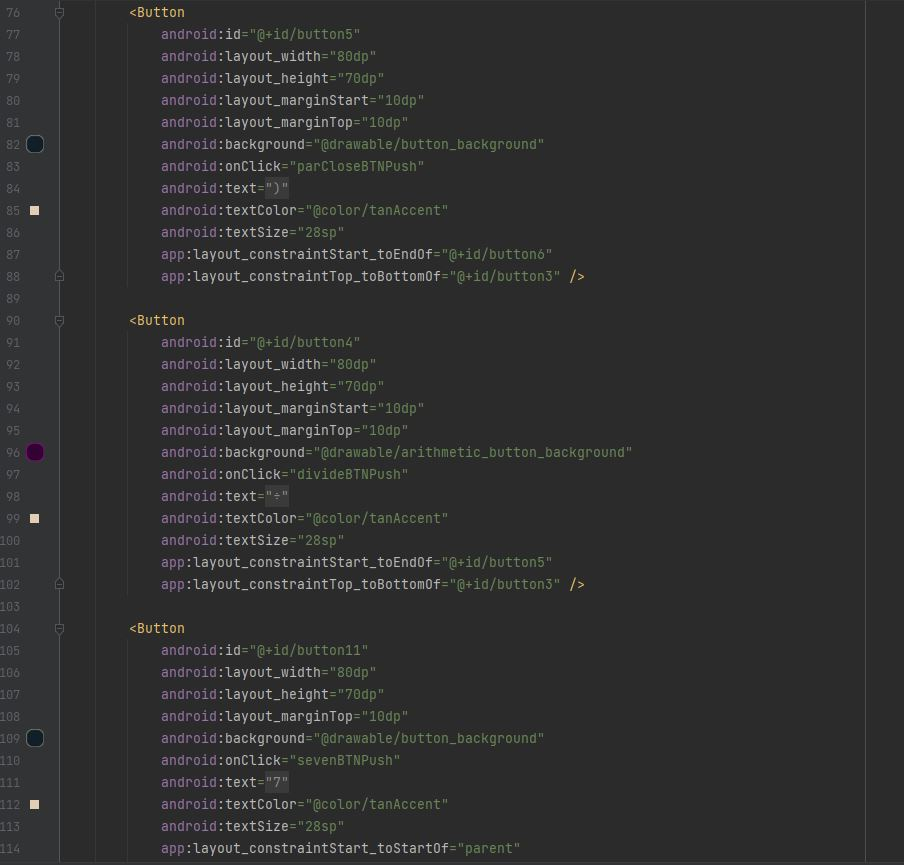 76 <Button
77 android:id="@+id/button5"
78 android:layout_width="80dp"
79 android:layout_height="70dp"
80 android:layout_marginStart="10dp"
81 android:layout_marginTop="10dp"
82 android:background="@drawable/button_background"
83 android:onClick="parCloseBTNPush"
84 android:text=")"
85 android:textColor="@color/tanAccent"
86 android:textSize="28sp"
87 app:layout_constraintStart_toEndOf="@+id/button6"
88 app:layout_constraintTop_toBottomOf="@+id/button3" />
89
90 <Button
91 android:id="@+id/button4"
92 android:layout_width="80dp"
93 android:layout_height="70dp"
94 android:layout_marginStart="10dp"
95 android:layout_marginTop="10dp"
96 android:background="@drawable/arithmetic_button_background"
97 android:onClick="divideBTNPush"
98 android:text="÷"
99 android:textColor="@color/tanAccent"
100 android:textSize="28sp"
101 app:layout_constraintStart_toEndOf="@+id/button5"
102 app:layout_constraintTop_toBottomOf="@+id/button3" />
103
104 <Button
105 android:id="@+id/button11"
106 android:layout_width="80dp"
107 android:layout_height="70dp"
108 android:layout_marginTop="10dp"
109 android:background="@drawable/button_background"
110 android:onClick="sevenBTNPush"
111 android:text="7"
112 android:textColor="@color/tanAccent"
113 android:textSize="28sp"
114 app:layout_constraintStart_toStartOf="parent"